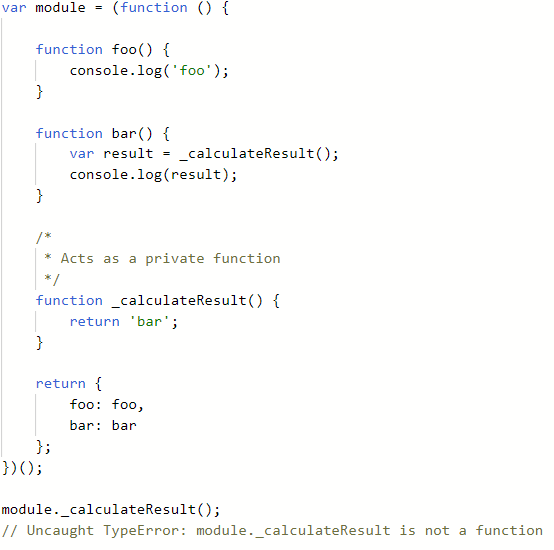 var module = (function () {
    function foo() {
        console.log('foo');
    }
    function bar() {
        var result = _calculateResult();
        console.log(result);
    }
    /*
     * Acts as a private function
     */
    function _calculateResult() {
        return 'bar';
    }
    return {
        foo: foo,
        bar: bar
    };
})();
module._calculateResult();
// Uncaught TypeError: module._calculateResult is not a function